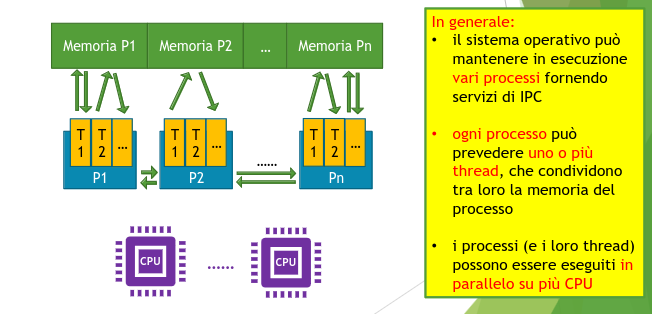 Memoria P1 Memoria P2 ... Memoria Pn
T T ... T T ... T T ...
1 2 1 2 1 2
......
P1 P2 Pn
CPU ...... CPU
In generale:
• il sistema operativo può
mantenere in esecuzione
vari processi fornendo
servizi di IPC
• ogni processo può
prevedere uno o più
thread, che condividono
tra loro la memoria del
processo
• i processi (e i loro thread)
possono essere eseguiti in
parallelo su più CPU